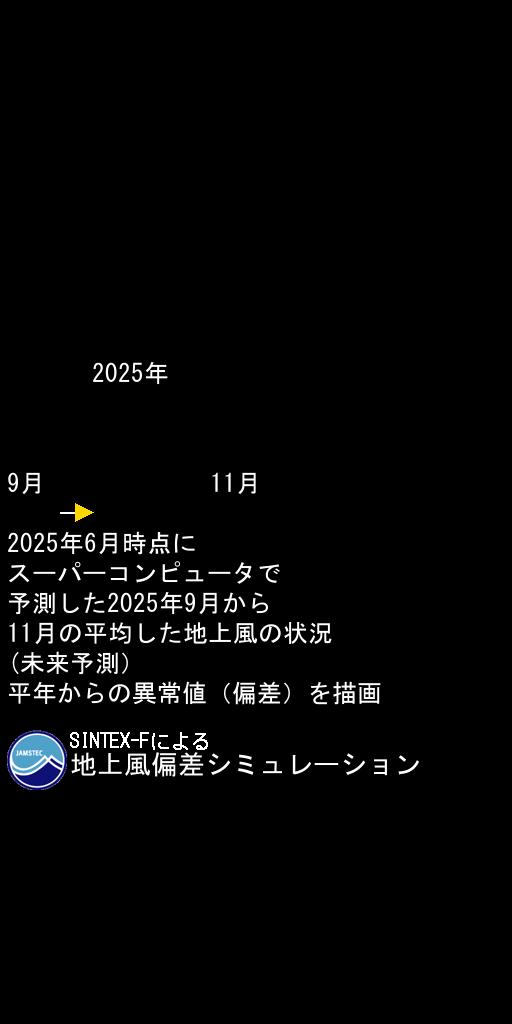 2025年
9月 11月
2025年6月時点に
スーパーコンピュータで
予測した2025年9月から
11月の平均した地上風の状況
(未来予測)
平年からの異常値（偏差）を描画
JAMSTEC
SINTEX-Fによる
地上風偏差シミュレーション